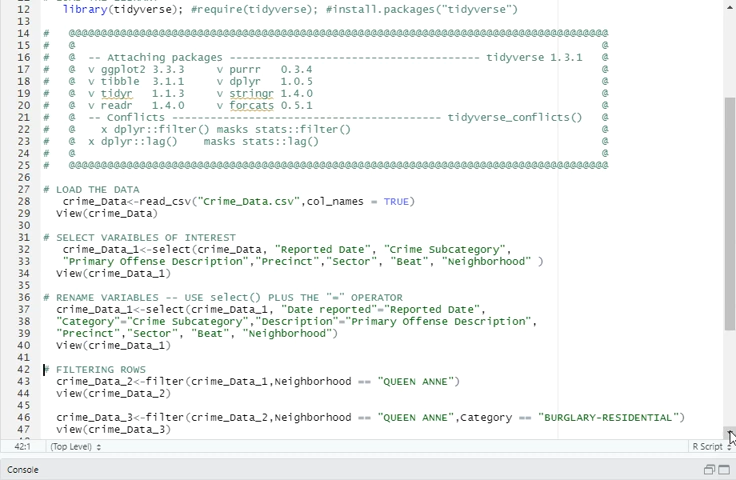 12 library(tidyverse); #require(tidyverse); #install.packages("tidyverse")
13
14 # @@@@@@@@@@@@@@@@@@@@@@@@@@@@@@@@@@@@@@@@@@@@@@@@@@@@@@@@@@@@@@@@@@@@@@@@@@@@@@@@
15 # @ @
16 # @ -- Attaching packages --------------------------------------- tidyverse 1.3.1 @
17 # @ v ggplot2 3.3.3 v purrr 0.3.4 @
18 # @ v tibble 3.1.1 v dplyr 1.0.5 @
19 # @ v tidyr 1.1.3 v stringr 1.4.0 @
20 # @ v readr 1.4.0 v forcats 0.5.1 @
21 # @ -- Conflicts ------------------------------------------ tidyverse_conflicts() @
22 # @ x dplyr::filter() masks stats::filter() @
23 # @ x dplyr::lag() masks stats::lag() @
24 # @ @
25 # @@@@@@@@@@@@@@@@@@@@@@@@@@@@@@@@@@@@@@@@@@@@@@@@@@@@@@@@@@@@@@@@@@@@@@@@@@@@@@@@
26
27 # LOAD THE DATA
28 crime_Data<-read_csv("Crime_Data.csv",col_names = TRUE)
29 View(crime_Data)
30
31 # SELECT VARAIBLES OF INTEREST
32 crime_Data_1<-select(crime_Data, "Reported Date", "Crime Subcategory",
33 "Primary Offense Description","Precinct","Sector", "Beat", "Neighborhood" )
34 View(crime_Data_1)
35
36 # RENAME VARIABLES -- USE select() PLUS THE "=" OPERATOR
37 crime_Data_1<-select(crime_Data_1, "Date reported"="Reported Date",
38 "Category"="Crime Subcategory","Description"="Primary Offense Description",
39 "Precinct","Sector", "Beat", "Neighborhood")
40 View(crime_Data_1)
41
42 # FILTERING ROWS
43 crime_Data_2<-filter(crime_Data_1,Neighborhood == "QUEEN ANNE")
44 view(crime_Data_2)
45
46 crime_Data_3<-filter(crime_Data_2,Neighborhood == "QUEEN ANNE",Category == "BURGLARY-RESIDENTIAL")
47 view(crime_Data_3)
42:1 (Top Level) R Script
Console